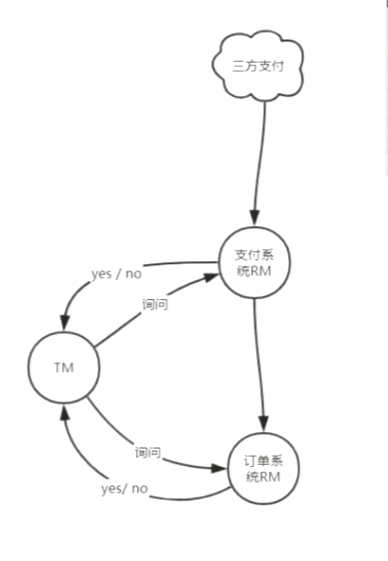 三方支付
支付系
统RM
yes / no
询问
TM
询问
订单系
统RM
yes/ no